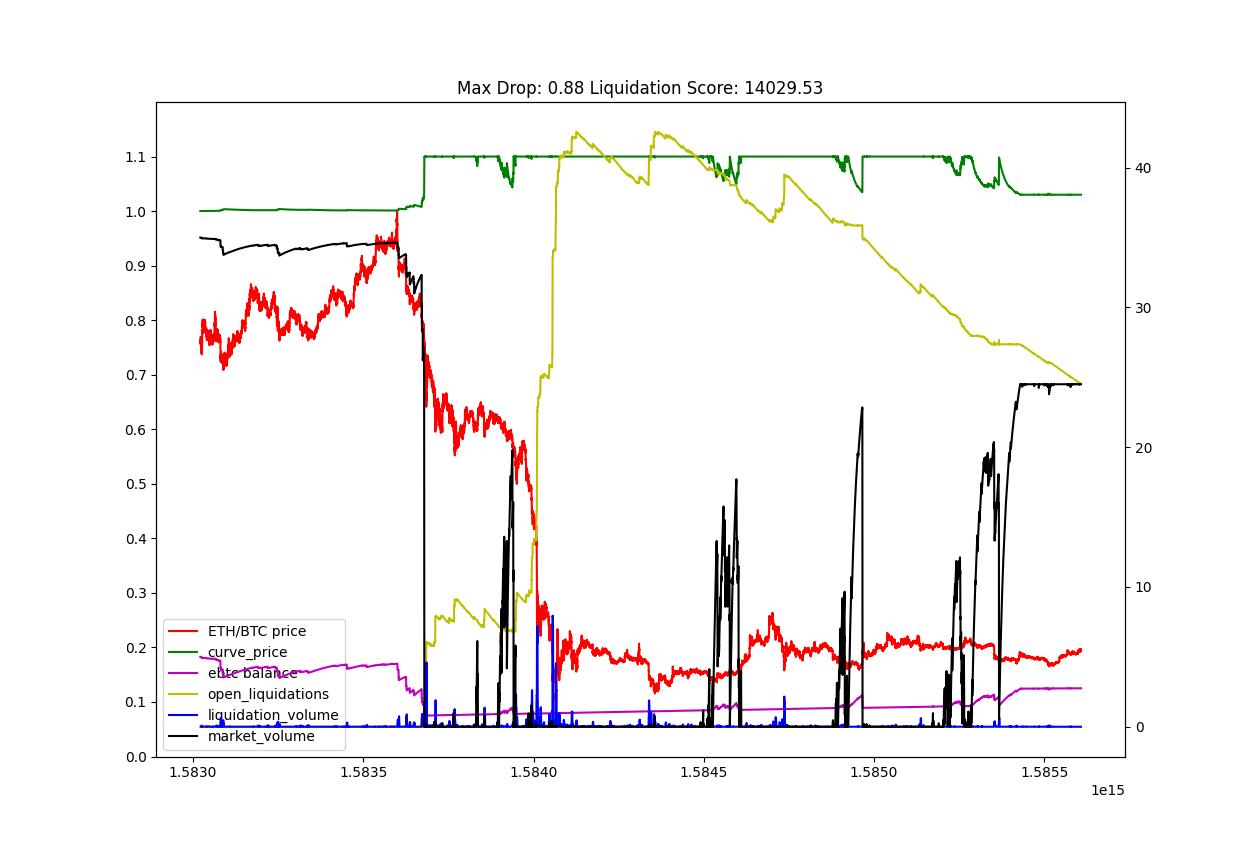 Max Drop: 0.88 Liquidation Score: 14029.53
1.1
1.0
0.9
0.8
0.7
0.6
0.5
0.4
0.3
0.2
0.1
0.0
40
30
20
10
0
ETH/BTC price
curve_price
ebtc balance
open_liquidations
liquidation_volume
market_volume
1.5830 1.5835 1.5840 1.5845 1.5850 1.5855
1e15